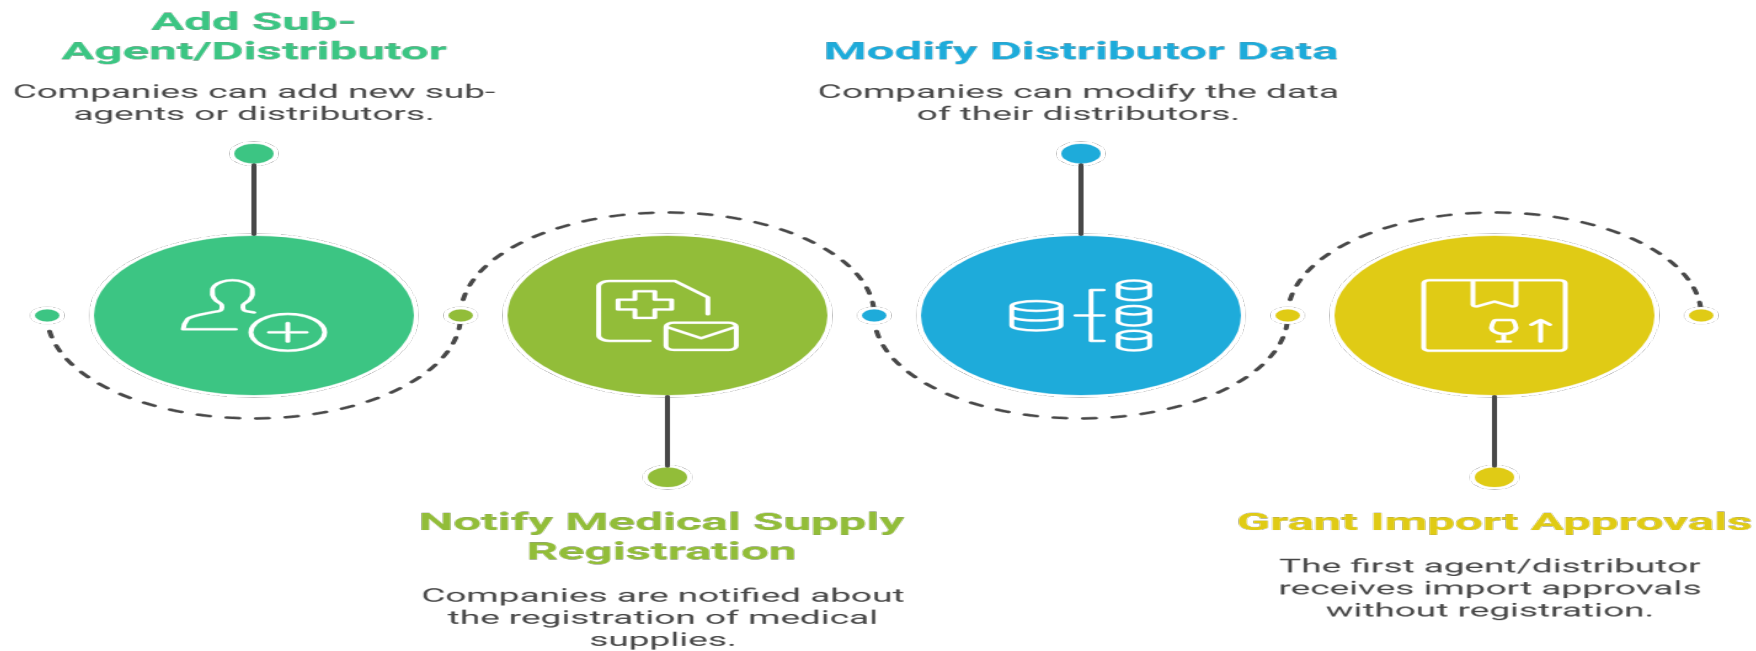 Add Sub-
Agent/Distributor
Companies can add new sub-
agents or distributors.
Notify Medical Supply
Registration
Companies are notified about
the registration of medical
supplies.
Modify Distributor Data
Companies can modify the data
of their distributors.
Grant Import Approvals
The first agent/distributor
receives import approvals
without registration.